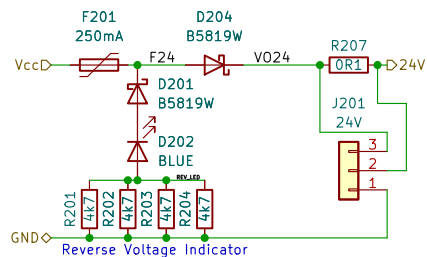 F201
250mA
D204
B5819W
R207
0R1
Vcc
F24
VO24
24V
D201
B5819W
J201
24V
D202
BLUE
3
2
1
REV_LED
R201
4k7
R202
4k7
R203
4k7
R204
4k7
GND
Reverse Voltage Indicator